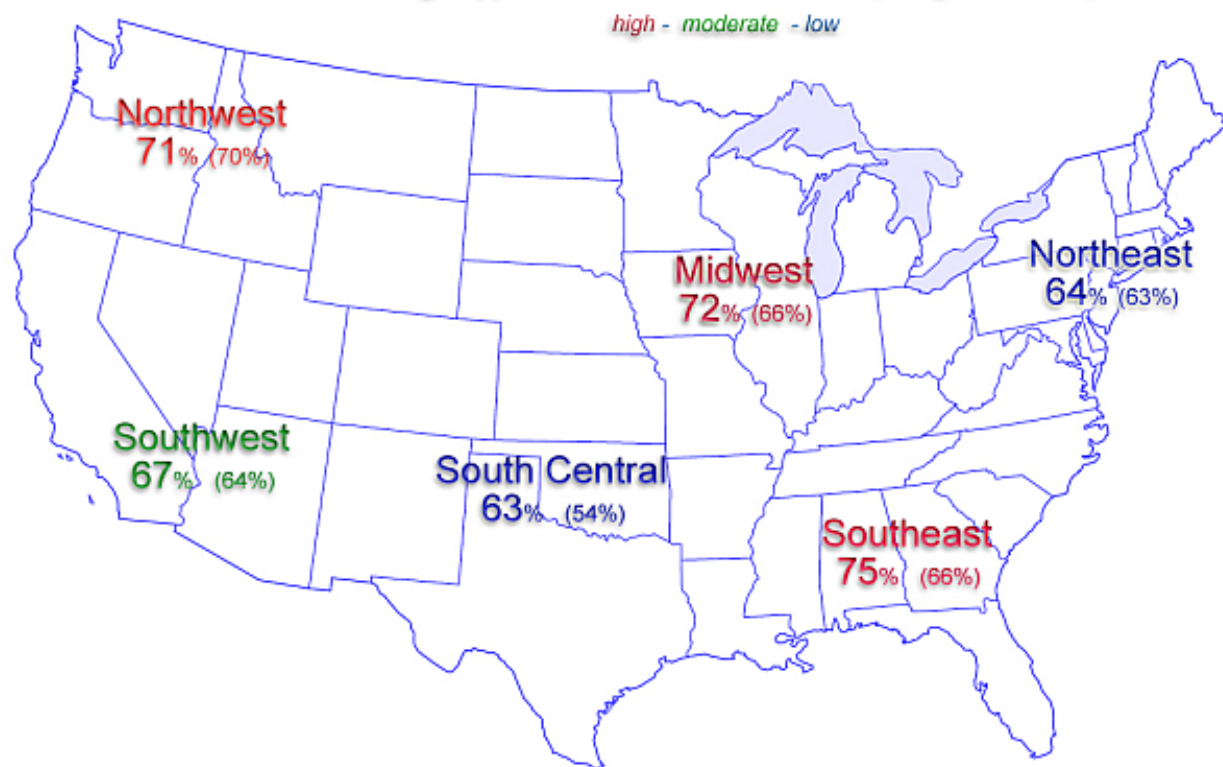 high - moderate - low
Northwest
71% (70%)
Northeast
64% (63%)
Midwest
72% (66%)
Southwest
67% (64%)
South Central
63% (54%)
Southeast
75% (66%)